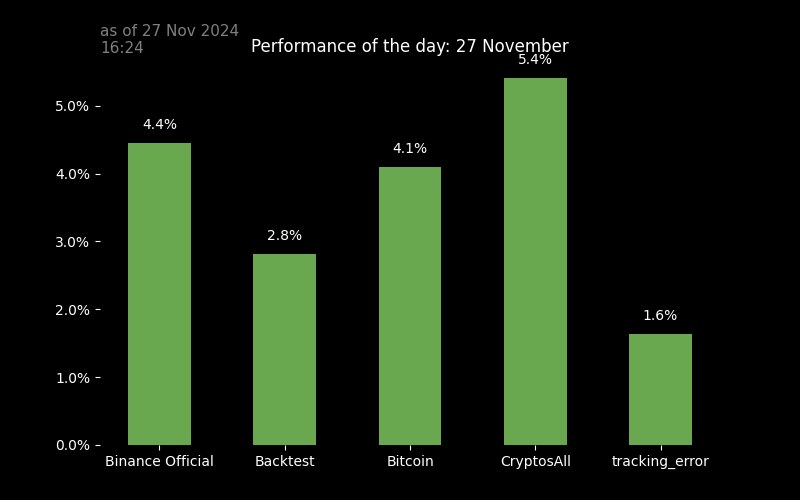 as of 27 Nov 2024
16:24
Performance of the day: 27 November
5.4%
5.0%
4.4%
4.1%
4.0%
3.0%
2.8%
2.0%
1.6%
1.0%
0.0%
Binance Official
Backtest
Bitcoin
CryptosAll
tracking_error